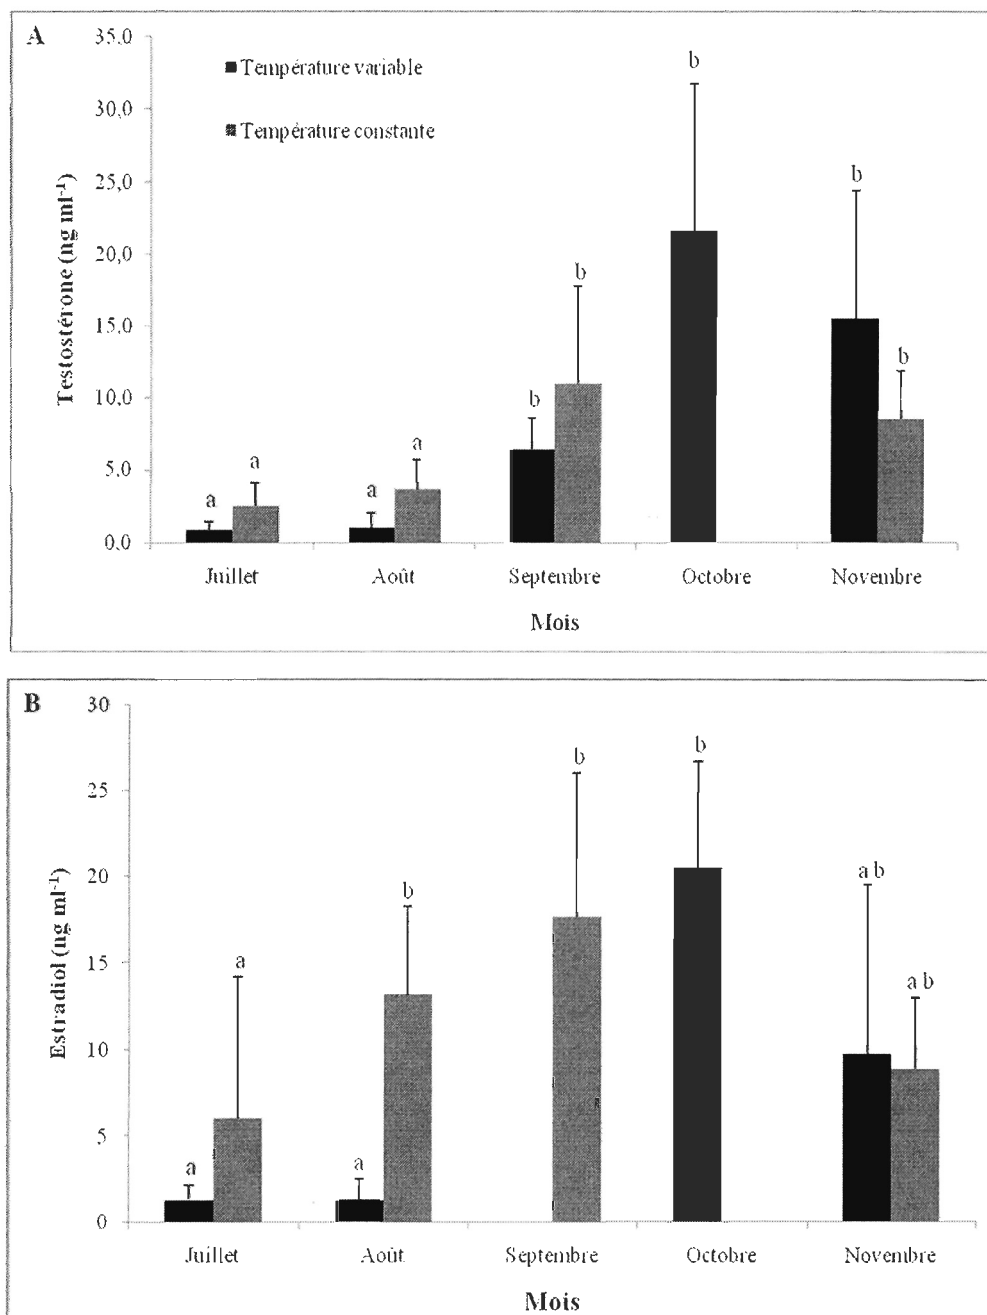 A
35.0
30,0
25,0
20,0
15.0
10.0
5.0
0.0
Testostérone (ng ml⁻¹)
Température variable
Température constante
a a a a b b b b b
Juillet Août Septembre Octobre Novembre
Mois
B
30
25
20
15
10
5
0
Estradiol (ng ml⁻¹)
a a a b b b a b a b
Juillet Août Septembre Octobre Novembre
Mois